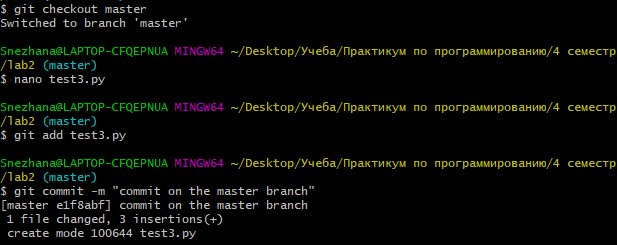 $ git checkout master
Switched to branch 'master'
Snezhana@LAPTOP-CFQEPNUA MINGW64 ~/Desktop/Учеба/Практикум по программированию/4 семестр
/lab2 (master)
$ nano test3.py
Snezhana@LAPTOP-CFQEPNUA MINGW64 ~/Desktop/Учеба/Практикум по программированию/4 семестр
/lab2 (master)
$ git add test3.py
Snezhana@LAPTOP-CFQEPNUA MINGW64 ~/Desktop/Учеба/Практикум по программированию/4 семестр
/lab2 (master)
$ git commit -m "commit on the master branch"
[master e1f8abf] commit on the master branch
 1 file changed, 3 insertions(+)
 create mode 100644 test3.py